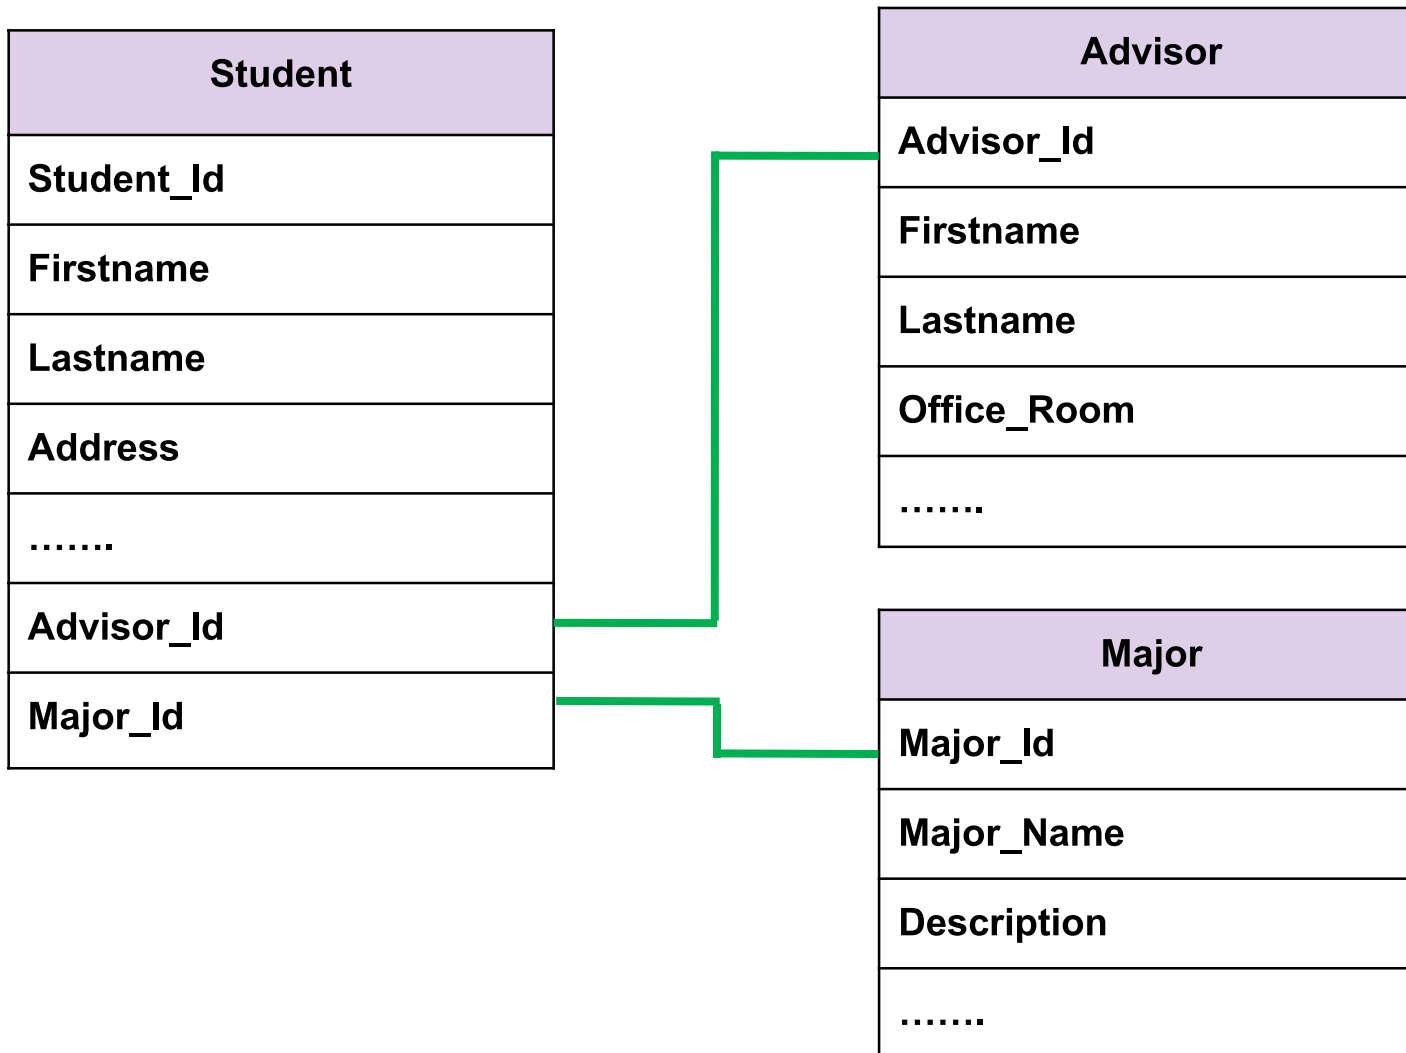 Student
Student_Id
Firstname
Lastname
Address
…….
Advisor_Id
Major_Id
Advisor
Advisor_Id
Firstname
Lastname
Office_Room
…….
Major
Major_Id
Major_Name
Description
…….